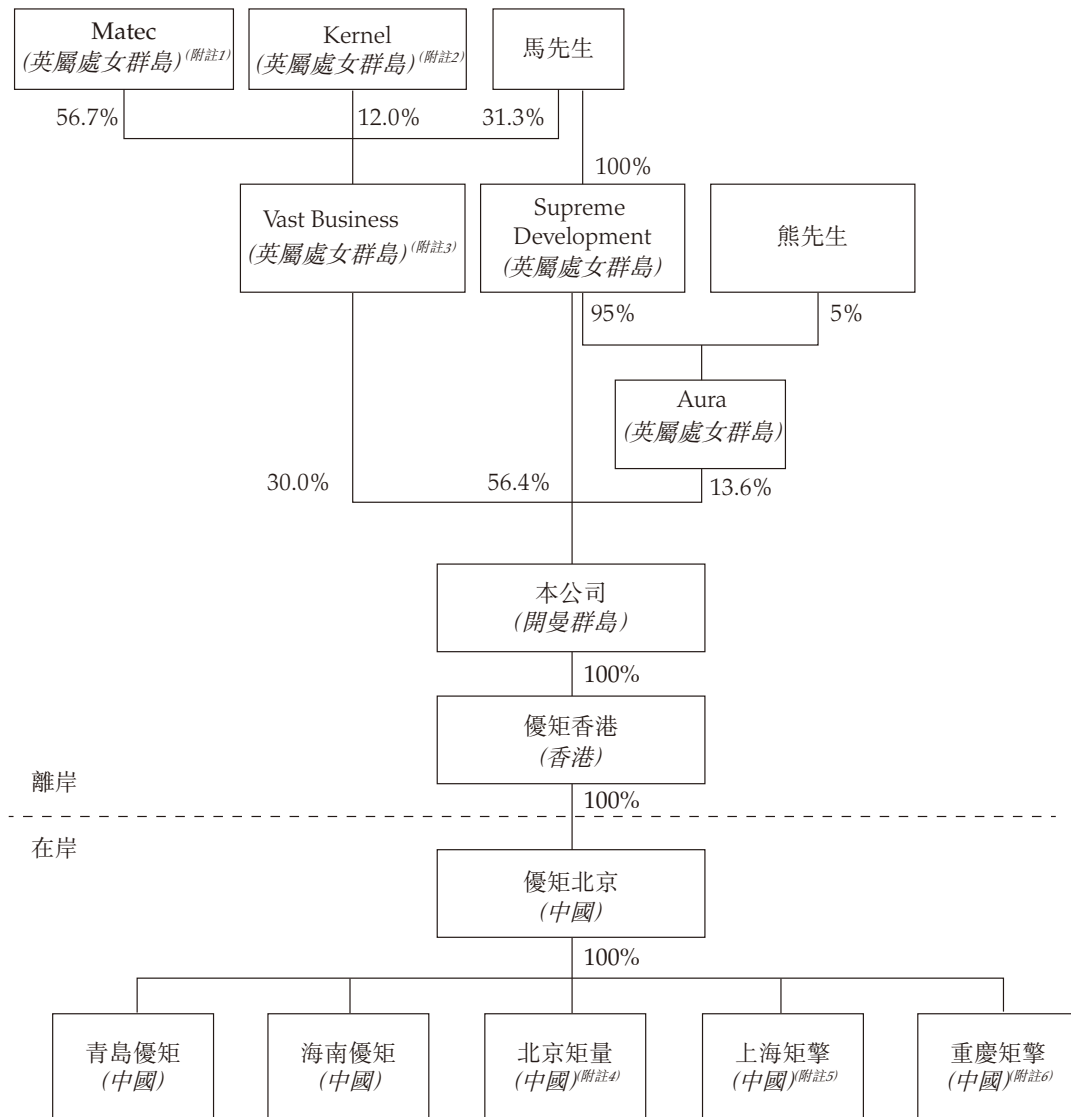 Matec
(英屬處女群島)(附註1)
Kernel
(英屬處女群島)(附註2)
馬先生
56.7%
12.0%
31.3%
100%
Vast Business
(英屬處女群島)(附註3)
Supreme
Development
(英屬處女群島)
熊先生
95%
5%
Aura
(英屬處女群島)
30.0%
56.4%
13.6%
本公司
(開曼群島)
100%
優矩香港
(香港)
離岸
100%
在岸
優矩北京
(中國)
100%
青島優矩
(中國)
海南優矩
(中國)
北京矩量
(中國)(附註4)
上海矩擎
(中國)(附註5)
重慶矩擎
(中國)(附註6)